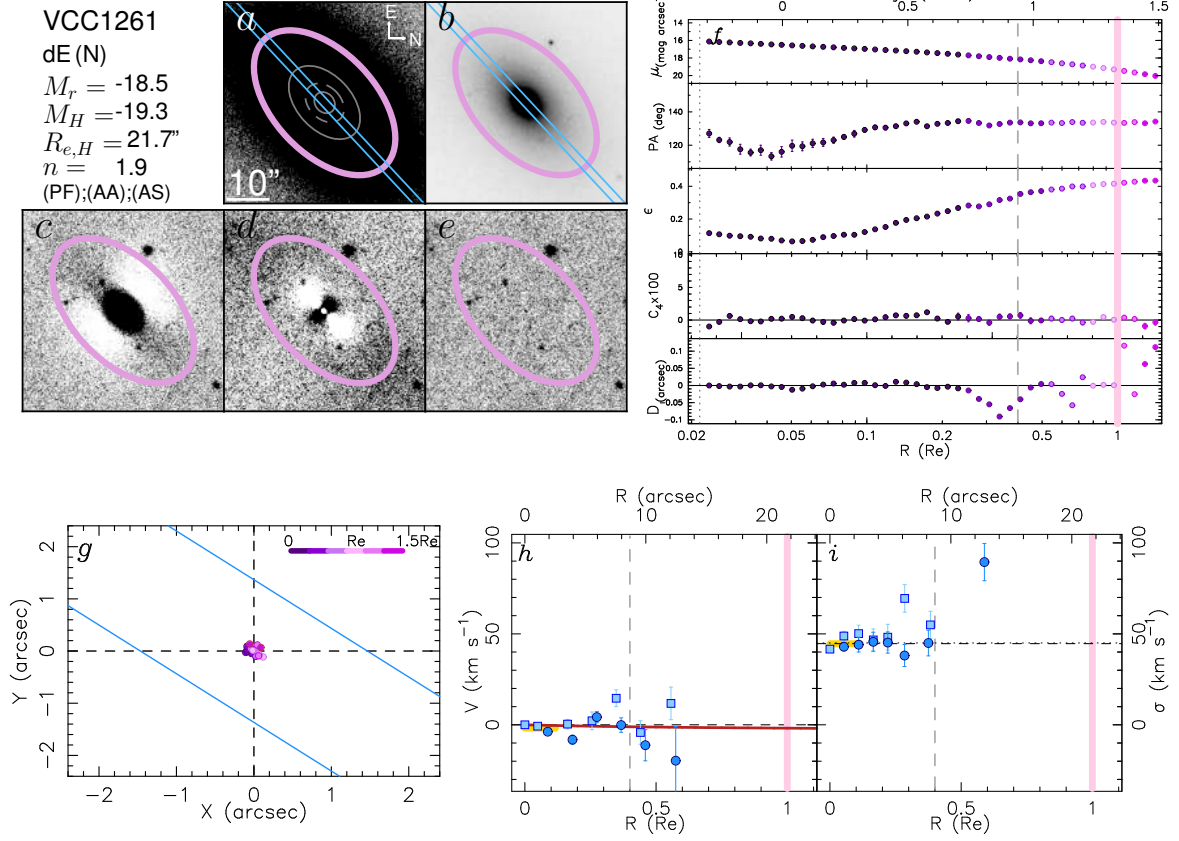 VCC1261
dE (N)
M_r = -18.5
M_H = -19.3
R_{e,H} = 21.7"
n = 1.9
(PF);(AA);(AS)
a
E
N
10"
b
c
d
e
0 0.5 1 1.5
f
μ(mag arcsec
14
16
18
20
PA (deg)
140
120
ε
0.4
0.2
0
C₄x100
10
0
D (arcsec)
0.1
0.05
0
-0.05
-0.1
0.02 0.05 0.1 0.2 0.5 1
R (Re)
g
0 Re 1.5Re
Y (arcsec)
2
1
0
−1
−2
−2 −1 0 1 2
X (arcsec)
R (arcsec)
0 10 20
h
V (km s⁻¹)
100
50
0
0 0.5 1
R (Re)
R (arcsec)
0 10 20
i
100
50
0
σ (km s⁻¹)
0 0.5 1
R (Re)